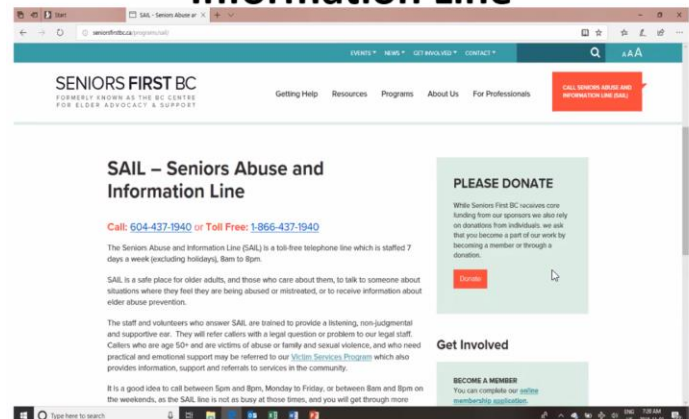 Information Line
Start
SAIL - Seniors Abuse an
seniorsfirstbc.ca/programs/sail/
EVENTS NEWS GET INVOLVED CONTACT
AAA
SENIORS FIRST BC
FORMERLY KNOWN AS THE BC CENTRE
FOR ELDER ADVOCACY & SUPPORT
Getting Help Resources Programs About Us For Professionals
CALL SENIORS ABUSE AND
INFORMATION LINE (SAIL)
SAIL – Seniors Abuse and
Information Line
Call: 604-437-1940 or Toll Free: 1-866-437-1940
The Seniors Abuse and Information Line (SAIL) is a toll-free telephone line which is staffed 7
days a week (excluding holidays), 8am to 8pm.
SAIL is a safe place for older adults, and those who care about them, to talk to someone about
situations where they feel they are being abused or mistreated, or to receive information about
elder abuse prevention.
The staff and volunteers who answer SAIL are trained to provide a listening, non-judgmental
and supportive ear. They will refer callers with a legal question or problem to our legal staff.
Callers who are age 50+ and are victims of abuse or family and sexual violence, and who need
practical and emotional support may be referred to our Victim Services Program which also
provides information, support and referrals to services in the community.
It is a good idea to call between 5pm and 8pm, Monday to Friday, or between 8am and 8pm on
the weekends, as the SAIL line is not as busy at those times, and you will get through more
PLEASE DONATE
While Seniors First BC receives core
funding from our sponsors we also rely
on donations from individuals. we ask
that you become a part of our work by
becoming a member or through a
donation.
Donate
Get Involved
BECOME A MEMBER
You can complete our online
membership application.
Type here to search
ENG
7:28 AM